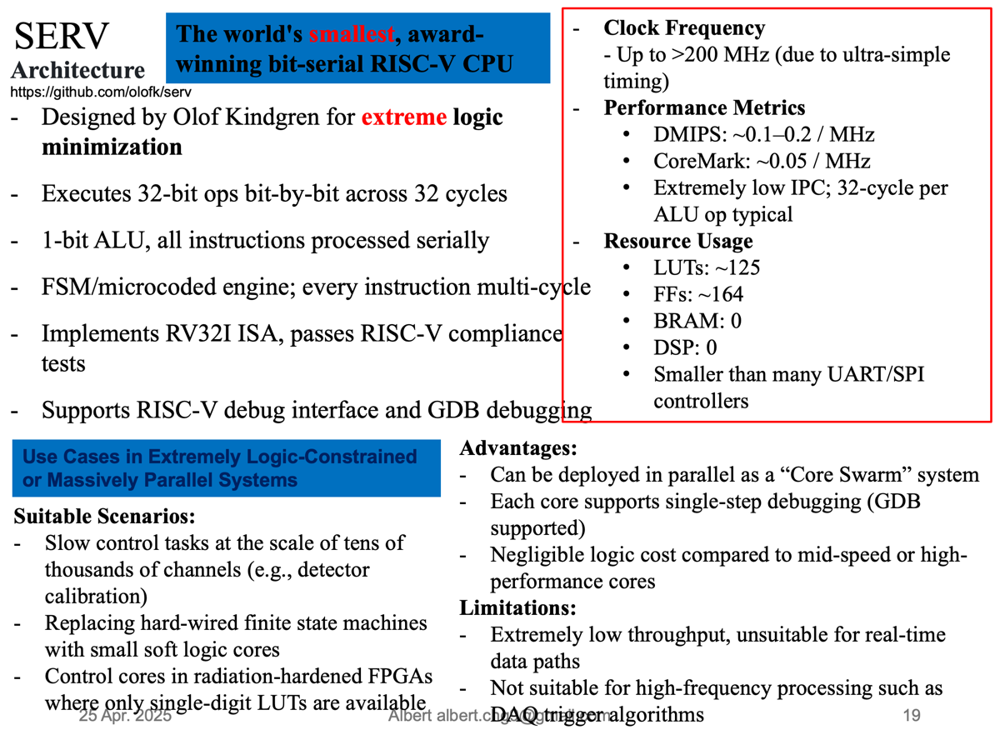 SERV
Architecture
https://github.com/olofk/serv
The world's smallest, award-
winning bit-serial RISC-V CPU
- Designed by Olof Kindgren for extreme logic
minimization
- Executes 32-bit ops bit-by-bit across 32 cycles
- 1-bit ALU, all instructions processed serially
- FSM/microcoded engine; every instruction multi-cycle
- Implements RV32I ISA, passes RISC-V compliance
tests
- Supports RISC-V debug interface and GDB debugging
- Clock Frequency
- Up to >200 MHz (due to ultra-simple
timing)
- Performance Metrics
• DMIPS: ~0.1–0.2 / MHz
• CoreMark: ~0.05 / MHz
• Extremely low IPC; 32-cycle per
ALU op typical
- Resource Usage
• LUTs: ~125
• FFs: ~164
• BRAM: 0
• DSP: 0
• Smaller than many UART/SPI
controllers
Use Cases in Extremely Logic-Constrained
or Massively Parallel Systems
Suitable Scenarios:
- Slow control tasks at the scale of tens of
thousands of channels (e.g., detector
calibration)
- Replacing hard-wired finite state machines
with small soft logic cores
- Control cores in radiation-hardened FPGAs
where only single-digit LUTs are available
Advantages:
- Can be deployed in parallel as a “Core Swarm” system
- Each core supports single-step debugging (GDB
supported)
- Negligible logic cost compared to mid-speed or high-
performance cores
Limitations:
- Extremely low throughput, unsuitable for real-time
data paths
- Not suitable for high-frequency processing such as
DAQ trigger algorithms
25 Apr. 2025
Albert
19